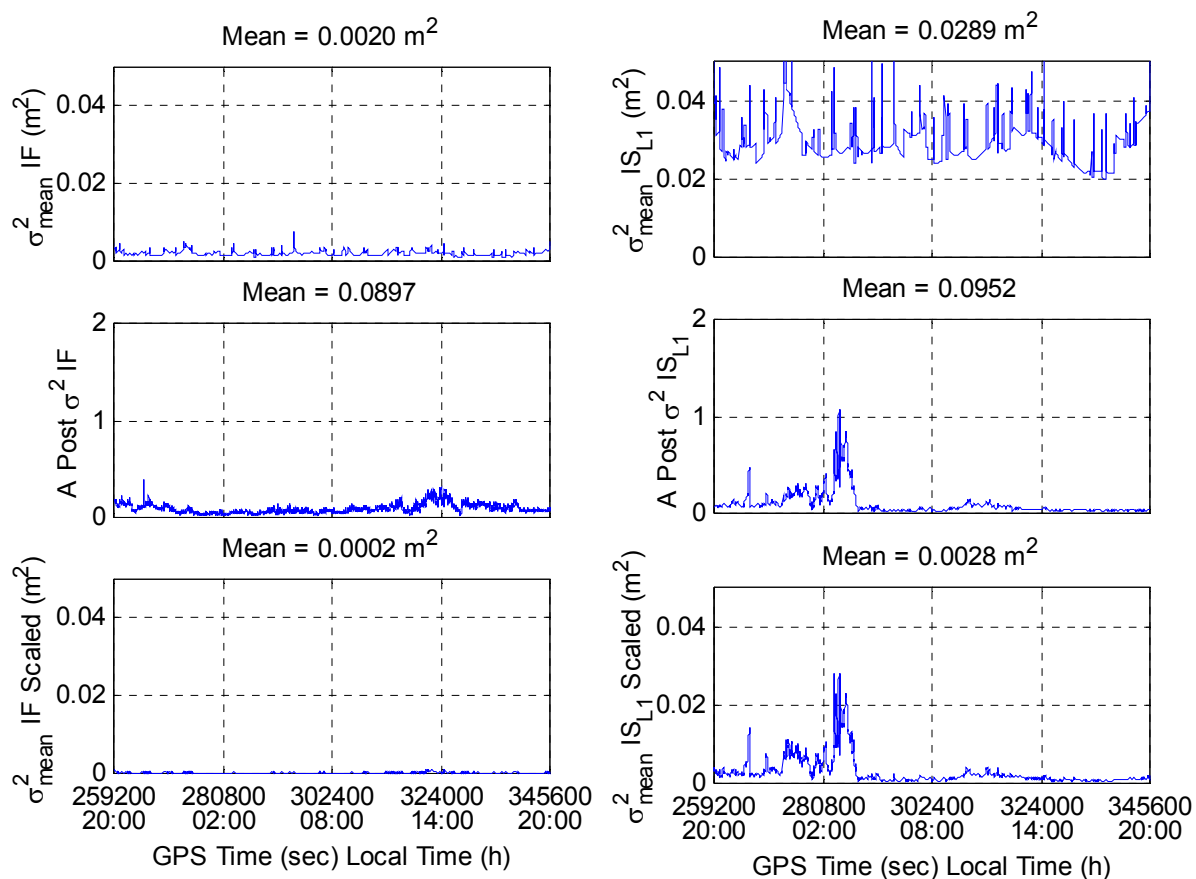 Mean = 0.0020 m²
σ²mean IF (m²)
0.04
0.02
0
Mean = 0.0897
A Post σ² IF
2
1
0
Mean = 0.0002 m²
σ²mean IF Scaled (m²)
0.04
0.02
0
259200 280800 302400 324000 345600
20:00 02:00 08:00 14:00 20:00
GPS Time (sec) Local Time (h)
Mean = 0.0289 m²
σ²mean ISL1 (m²)
0.04
0.02
0
Mean = 0.0952
A Post σ² ISL1
2
1
0
Mean = 0.0028 m²
σ²mean ISL1 Scaled (m²)
0.04
0.02
0
259200 280800 302400 324000 345600
20:00 02:00 08:00 14:00 20:00
GPS Time (sec) Local Time (h)